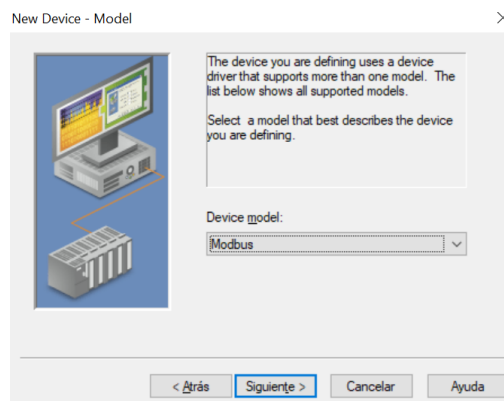 New Device - Model
The device you are defining uses a device
driver that supports more than one model. The
list below shows all supported models.
Select a model that best describes the device
you are defining.
Device model:
Modbus
< Atrás
Siguiente >
Cancelar
Ayuda